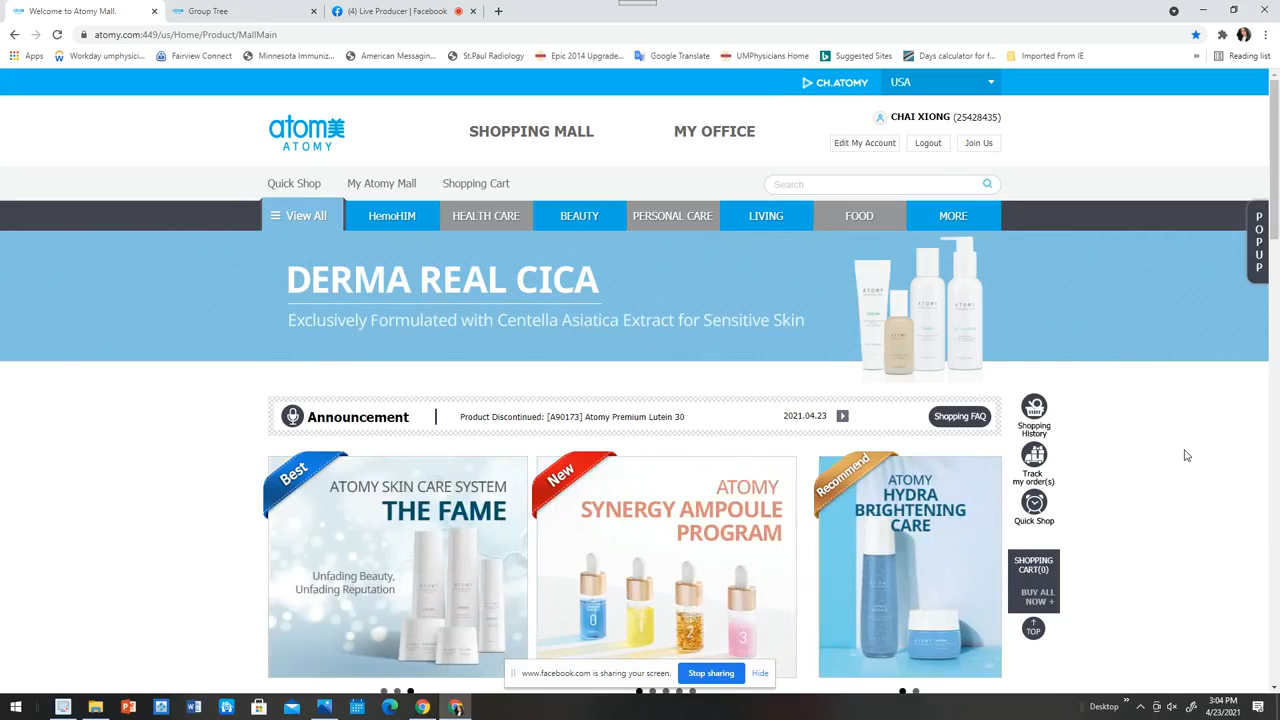 Welcome to Atomy Mall.
Group Tree
(4) Live Producer | Facebook
atomy.com:449/us/Home/Product/MallMain
Apps
Workday umphysici...
Fairview Connect
Minnesota Immuniz...
American Messagin...
St.Paul Radiology
Epic 2014 Upgrade...
Google Translate
UMPhysicians Home
Suggested Sites
Days calculator for f...
Imported From IE
»
Reading list
CH.ATOMY
USA
atom美
ATOMY
SHOPPING MALL
MY OFFICE
CHAI XIONG (25428435)
Edit My Account
Logout
Join Us
Quick Shop
My Atomy Mall
Shopping Cart
Search
View All
HemoHIM
HEALTH CARE
BEAUTY
PERSONAL CARE
LIVING
FOOD
MORE
POPUP
DERMA REAL CICA
Exclusively Formulated with Centella Asiatica Extract for Sensitive Skin
Announcement
Product Discontinued: [A90173] Atomy Premium Lutein 30
2021.04.23
Shopping FAQ
Shopping
History
Track
my order(s)
Quick Shop
SHOPPING
CART(0)
BUY ALL
NOW +
TOP
Best
ATOMY SKIN CARE SYSTEM
THE FAME
Unfading Beauty,
Unfading Reputation
New
ATOMY
SYNERGY AMPOULE
PROGRAM
0
2
3
Recommend
ATOMY
HYDRA
BRIGHTENING
CARE
www.facebook.com is sharing your screen.
Stop sharing
Hide
Desktop
»
3:04 PM
4/23/2021